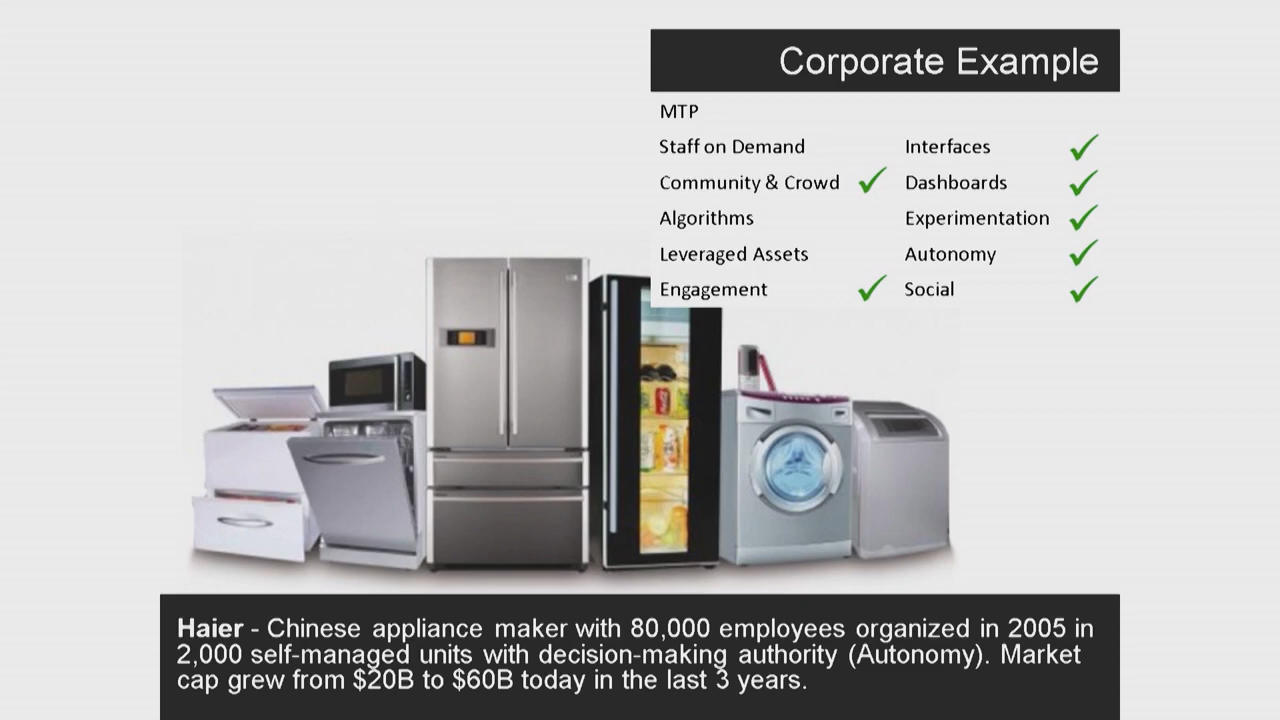 Corporate Example
MTP
Staff on Demand
Community & Crowd ✓
Algorithms
Leveraged Assets
Engagement ✓
Interfaces ✓
Dashboards ✓
Experimentation ✓
Autonomy ✓
Social ✓
Haier - Chinese appliance maker with 80,000 employees organized in 2005 in
2,000 self-managed units with decision-making authority (Autonomy). Market
cap grew from $20B to $60B today in the last 3 years.